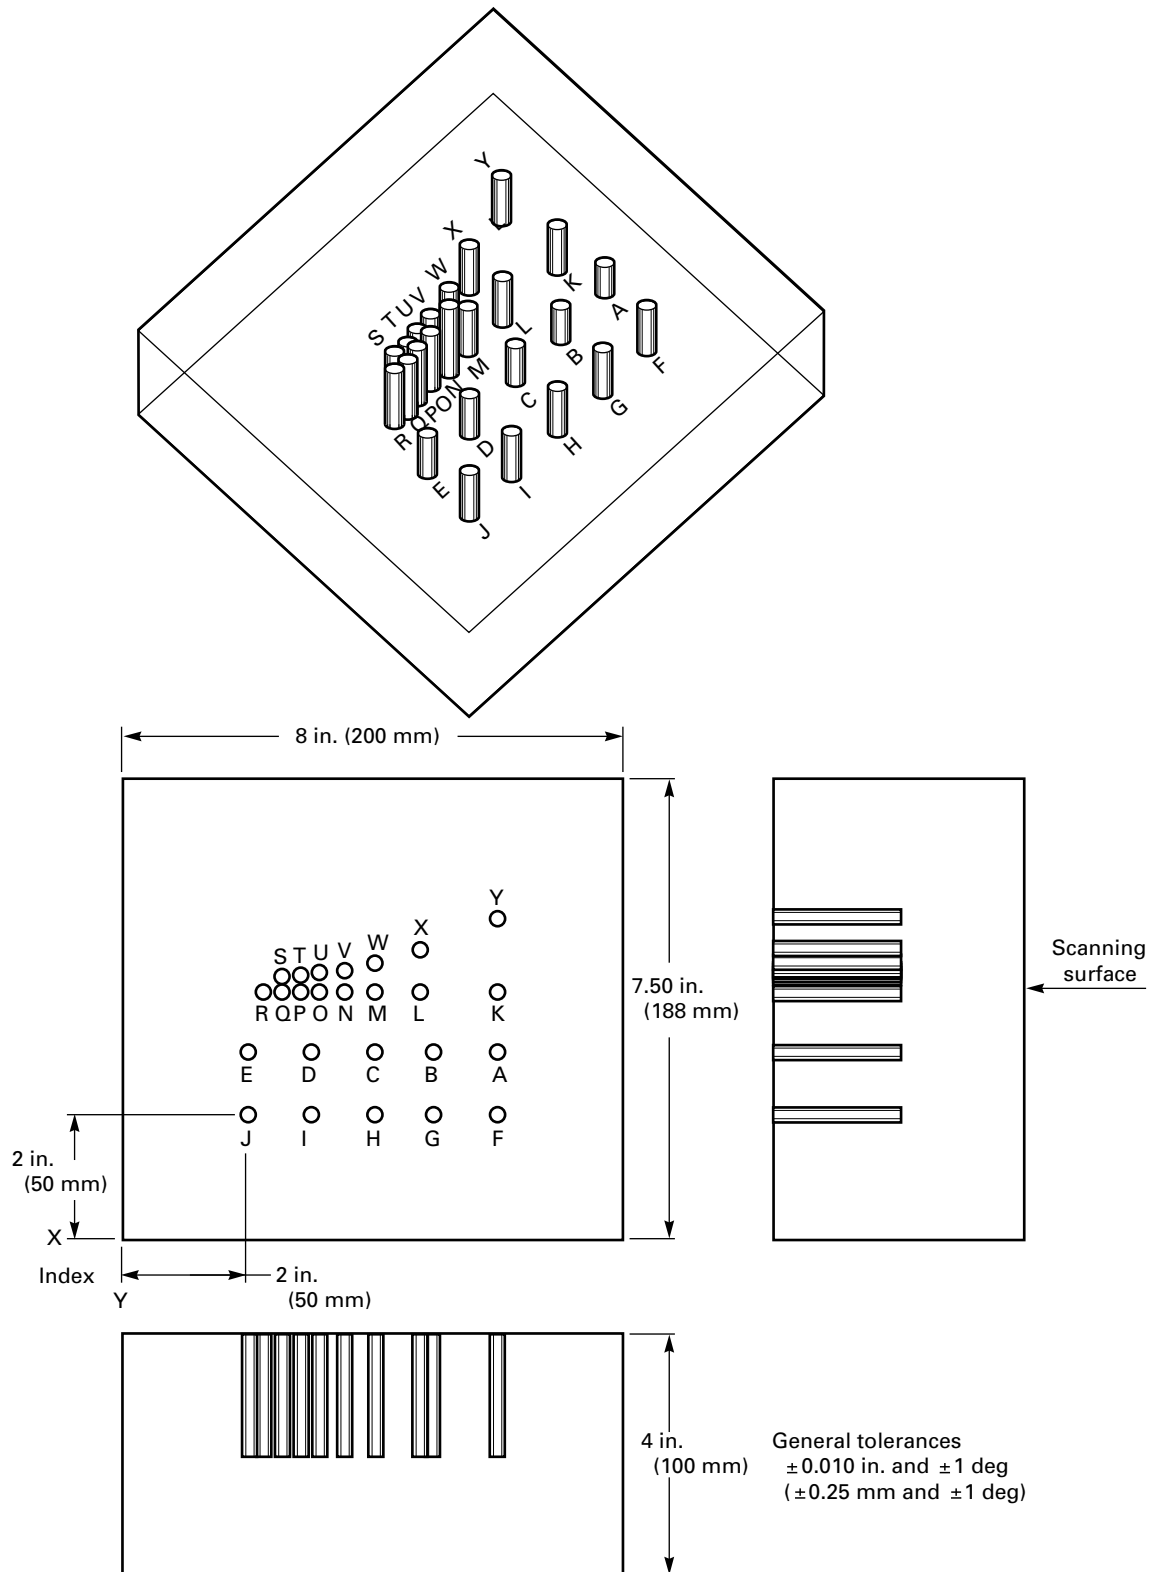 Y
X
K
W
A
S T U V
L
B
F
M
C
G
R Q P O N
D
H
E
I
J
8 in. (200 mm)
Y
X
S T U V W
R Q P O N M L K
7.50 in.
(188 mm)
Scanning
surface
E D C B A
J I H G F
2 in.
(50 mm)
X
Index
Y
2 in.
(50 mm)
4 in.
(100 mm)
General tolerances
±0.010 in. and ±1 deg
(±0.25 mm and ±1 deg)